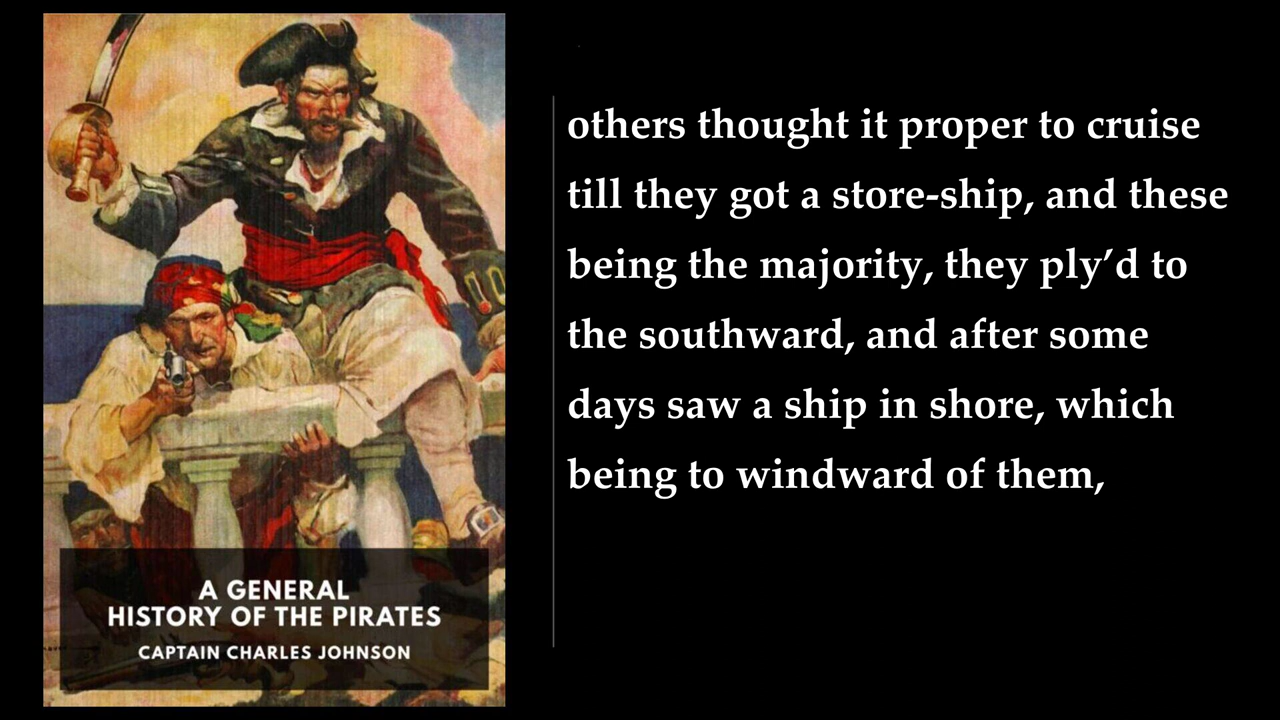 A GENERAL
HISTORY OF THE PIRATES
CAPTAIN CHARLES JOHNSON
others thought it proper to cruise
till they got a store-ship, and these
being the majority, they ply’d to
the southward, and after some
days saw a ship in shore, which
being to windward of them,